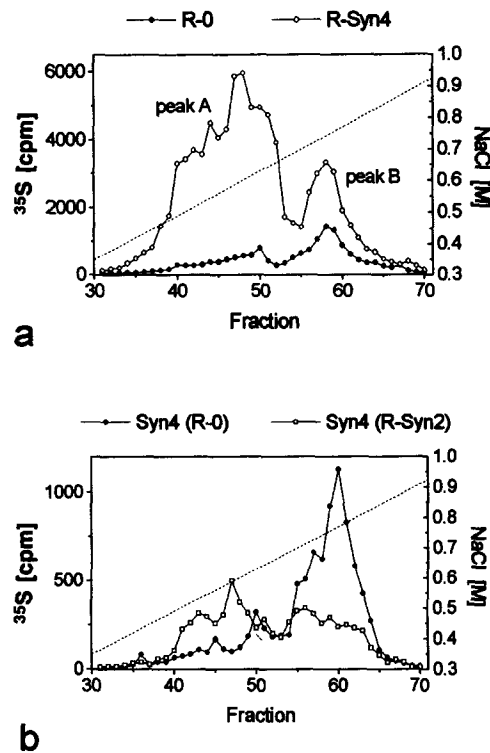 R-0 R-Syn4
6000
4000
2000
0
35S [cpm]
peak A
peak B
1.0
0.9
0.8
0.7
0.6
0.5
0.4
0.3
NaCl [M]
30 40 50 60 70
Fraction
a
Syn4 (R-0) Syn4 (R-Syn2)
1000
500
0
35S [cpm]
1.0
0.9
0.8
0.7
0.6
0.5
0.4
0.3
NaCl [M]
30 40 50 60 70
Fraction
b